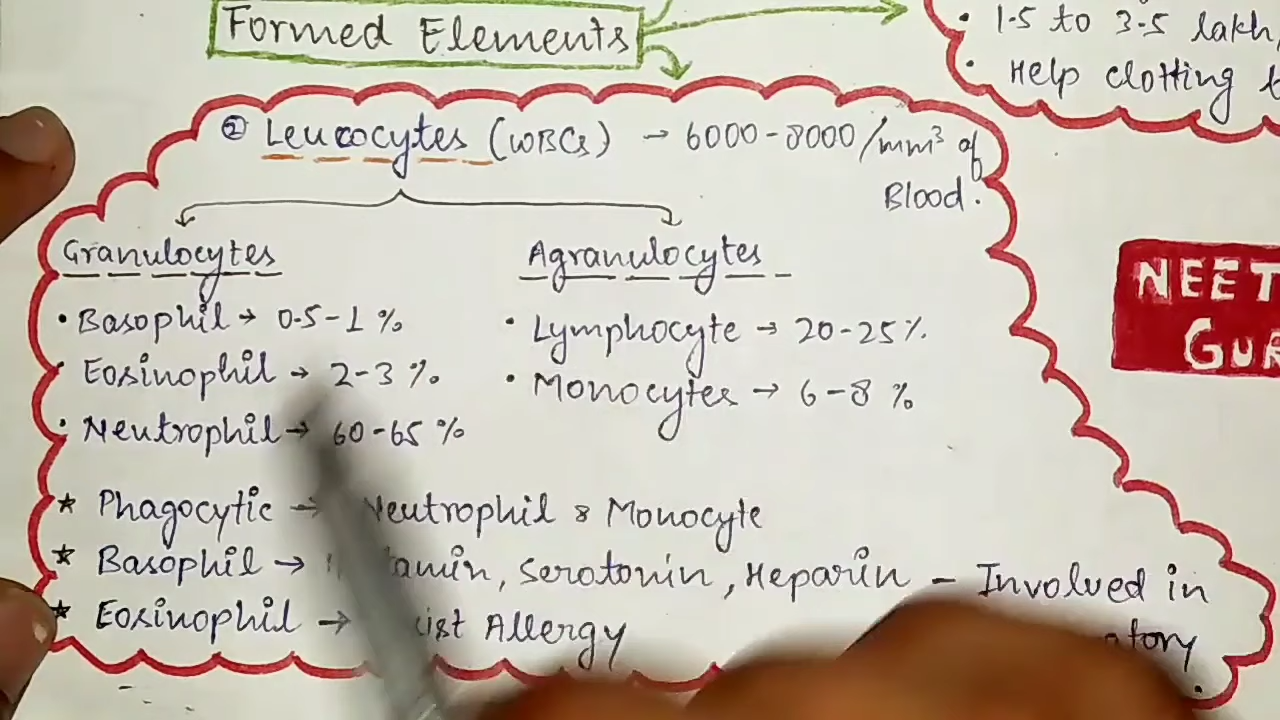 Formed Elements
• 1.5 to 3.5 lakh
• Help clotting
② Leucocytes (WBCs) → 6000-8000/mm³ of
Blood.
Granulocytes
• Basophil → 0.5-1 %
• Eosinophil → 2-3 %
• Neutrophil → 60-65 %
Agranulocytes
• Lymphocyte → 20-25%
• Monocytes → 6-8 %
★ Phagocytic → Neutrophil & Monocyte
★ Basophil → Serotonin, Heparin - Involved in
★ Eosinophil → Allergy
NEET